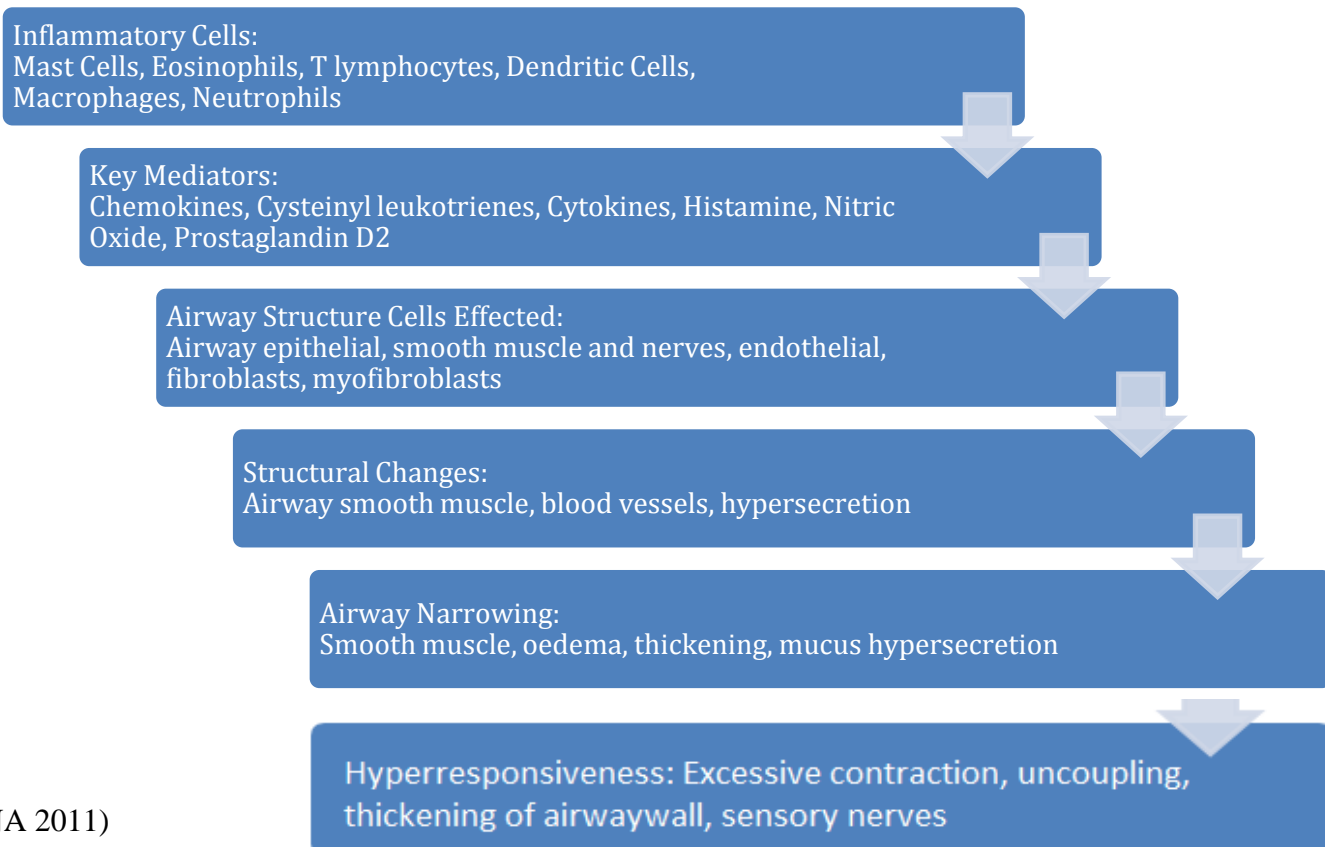 Inflammatory Cells:
Mast Cells, Eosinophils, T lymphocytes, Dendritic Cells,
Macrophages, Neutrophils
Key Mediators:
Chemokines, Cysteinyl leukotrienes, Cytokines, Histamine, Nitric
Oxide, Prostaglandin D2
Airway Structure Cells Effected:
Airway epithelial, smooth muscle and nerves, endothelial,
fibroblasts, myofibroblasts
Structural Changes:
Airway smooth muscle, blood vessels, hypersecretion
Airway Narrowing:
Smooth muscle, oedema, thickening, mucus hypersecretion
Hyperresponsiveness: Excessive contraction, uncoupling,
thickening of airwaywall, sensory nerves
2011)